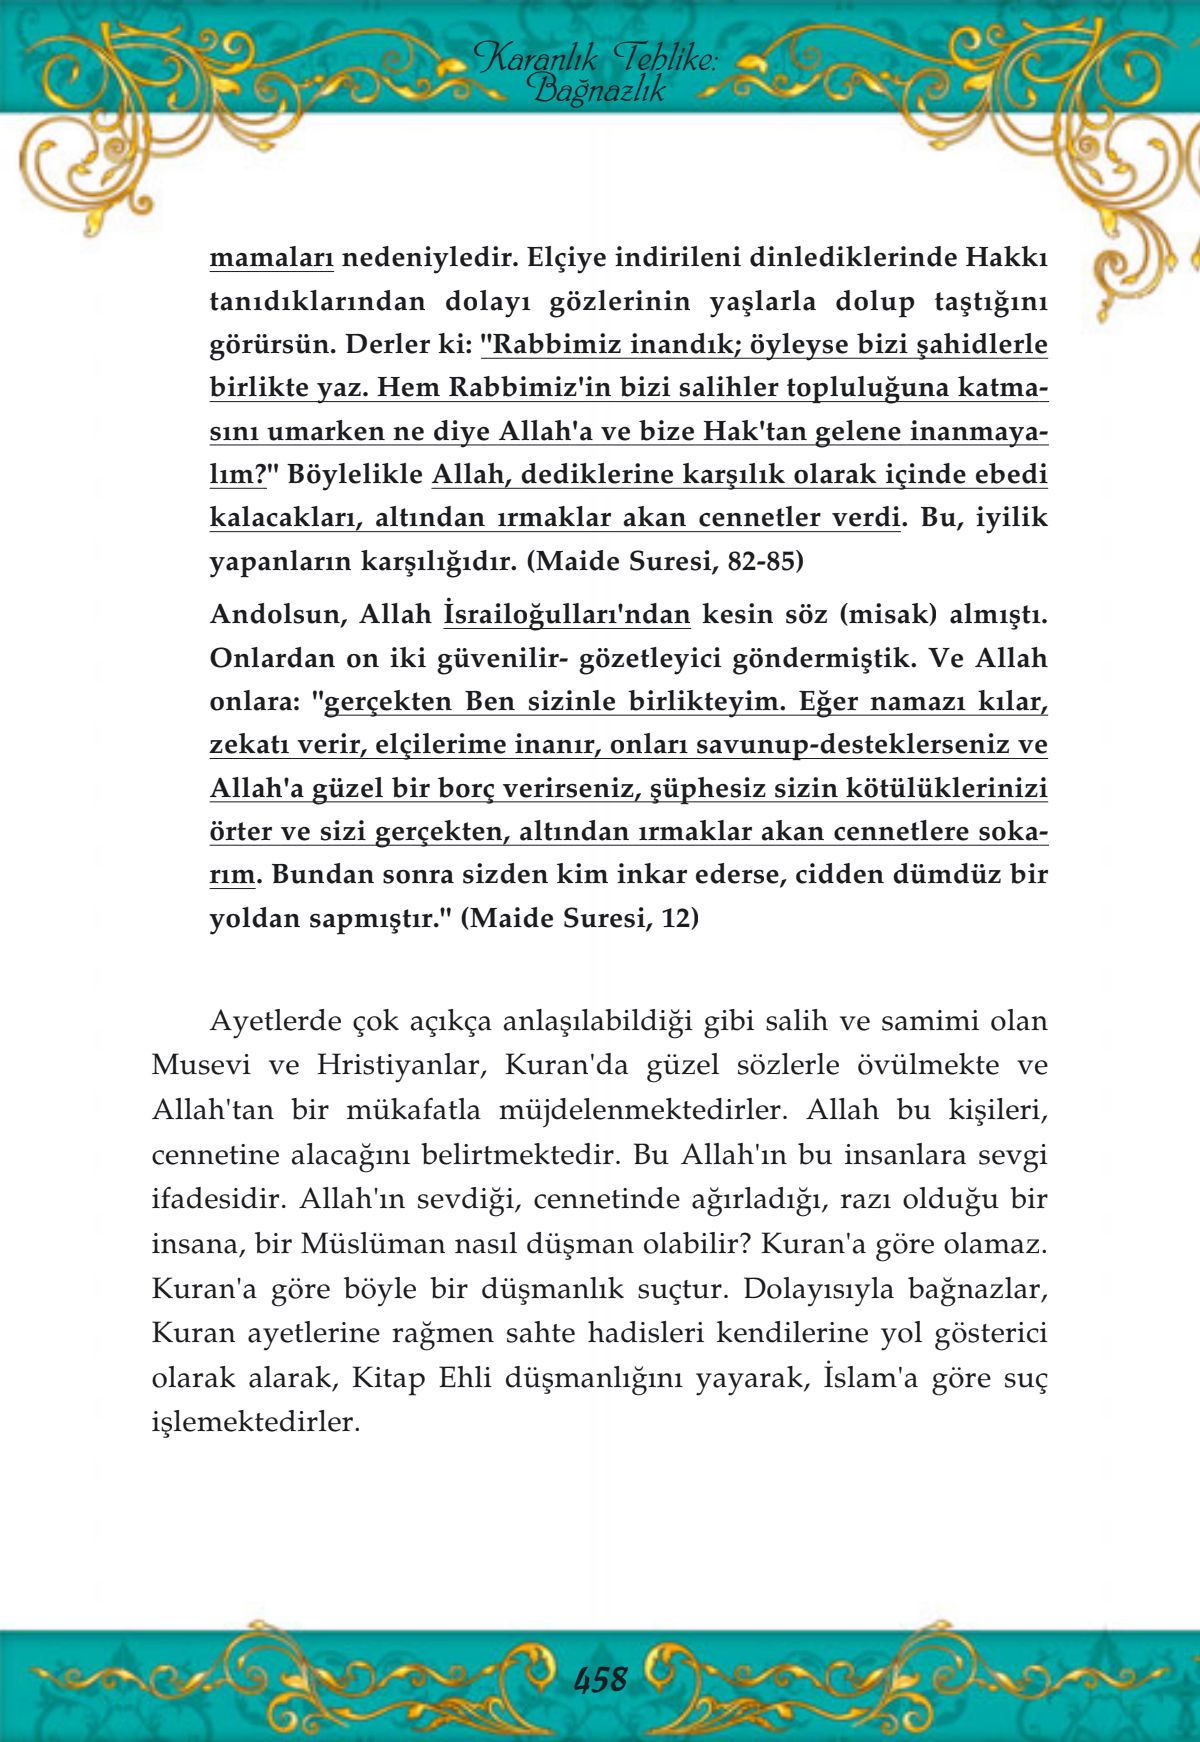 Karanlık Tehlike:
Bağnazlık
mamaları nedeniyledir. Elçiye indirileni dinlediklerinde Hakkı
tanıdıklarından dolayı gözlerinin yaşlarla dolup taştığını
görürsün. Derler ki: "Rabbimiz inandık; öyleyse bizi şahidlerle
birlikte yaz. Hem Rabbimiz'in bizi salihler topluluğuna katma-
sını umarken ne diye Allah'a ve bize Hak'tan gelene inanmaya-
lım?" Böylelikle Allah, dediklerine karşılık olarak içinde ebedi
kalacakları, altından ırmaklar akan cennetler verdi. Bu, iyilik
yapanların karşılığıdır. (Maide Suresi, 82-85)
Andolsun, Allah İsrailoğulları'ndan kesin söz (misak) almıştı.
Onlardan on iki güvenilir- gözetleyici göndermiştik. Ve Allah
onlara: "gerçekten Ben sizinle birlikteyim. Eğer namazı kılar,
zekatı verir, elçilerime inanır, onları savunup-desteklerseniz ve
Allah'a güzel bir borç verirseniz, şüphesiz sizin kötülüklerinizi
örter ve sizi gerçekten, altından ırmaklar akan cennetlere soka-
rım. Bundan sonra sizden kim inkar ederse, cidden dümdüz bir
yoldan sapmıştır." (Maide Suresi, 12)
Ayetlerde çok açıkça anlaşılabildiği gibi salih ve samimi olan
Musevi ve Hristiyanlar, Kuran'da güzel sözlerle övülmekte ve
Allah'tan bir mükafatla müjdelenmektedirler. Allah bu kişileri,
cennetine alacağını belirtmektedir. Bu Allah'ın bu insanlara sevgi
ifadesidir. Allah'ın sevdiği, cennetinde ağırladığı, razı olduğu bir
insana, bir Müslüman nasıl düşman olabilir? Kuran'a göre olamaz.
Kuran'a göre böyle bir düşmanlık suçtur. Dolayısıyla bağnazlar,
Kuran ayetlerine rağmen sahte hadisleri kendilerine yol gösterici
olarak alarak, Kitap Ehli düşmanlığını yayarak, İslam'a göre suç
işlemektedirler.
458